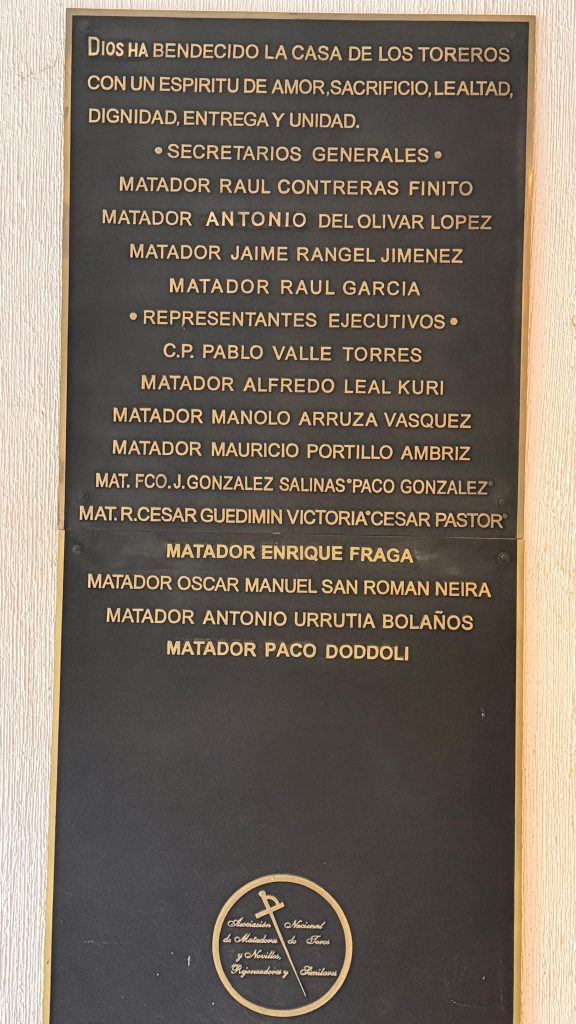 DIOS HA BENDECIDO LA CASA DE LOS TOREROS
CON UN ESPIRITU DE AMOR, SACRIFICIO, LEALTAD,
DIGNIDAD, ENTREGA Y UNIDAD.
• SECRETARIOS GENERALES •
MATADOR RAUL CONTRERAS FINITO
MATADOR ANTONIO DEL OLIVAR LOPEZ
MATADOR JAIME RANGEL JIMENEZ
MATADOR RAUL GARCIA
• REPRESENTANTES EJECUTIVOS •
C.P. PABLO VALLE TORRES
MATADOR ALFREDO LEAL KURI
MATADOR MANOLO ARRUZA VASQUEZ
MATADOR MAURICIO PORTILLO AMBRIZ
MAT. FCO. J. GONZALEZ SALINAS "PACO GONZALEZ"
MAT. R. CESAR GUEDIMIN VICTORIA "CESAR PASTOR"
MATADOR ENRIQUE FRAGA
MATADOR OSCAR MANUEL SAN ROMAN NEIRA
MATADOR ANTONIO URRUTIA BOLAÑOS
MATADOR PACO DODDOLI
Asociación Nacional
de Matadores de Toros
y Novillos,
Rejoneadores y Similares